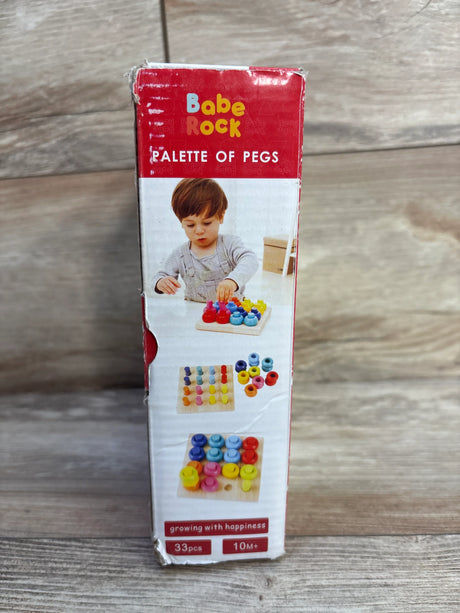 Babe
Rock
PALETTE OF PEGS
growing with happiness
33pcs
10M+